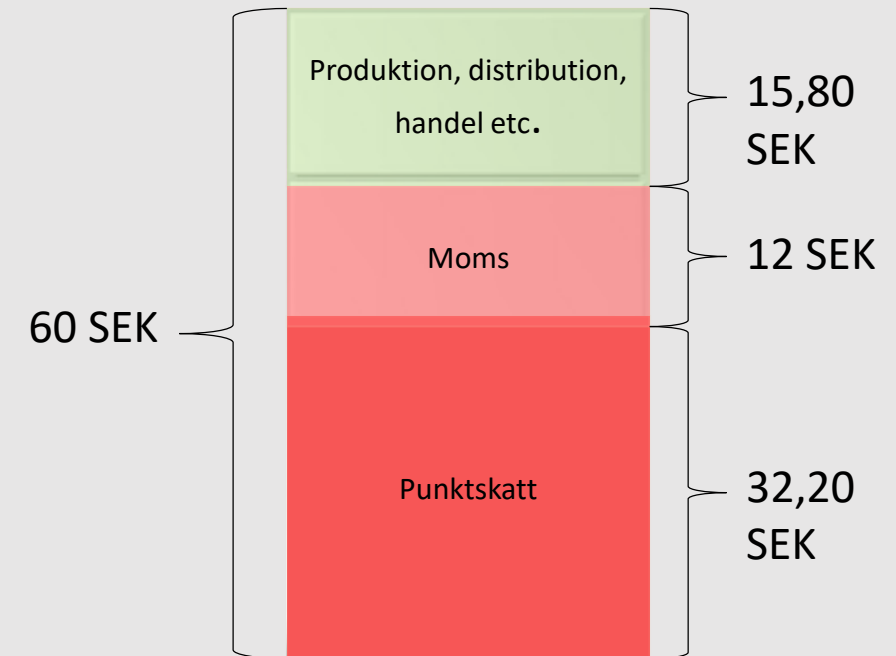 Produktion, distribution,
handel etc.
15,80
SEK
Moms
12 SEK
60 SEK
Punktskatt
32,20
SEK